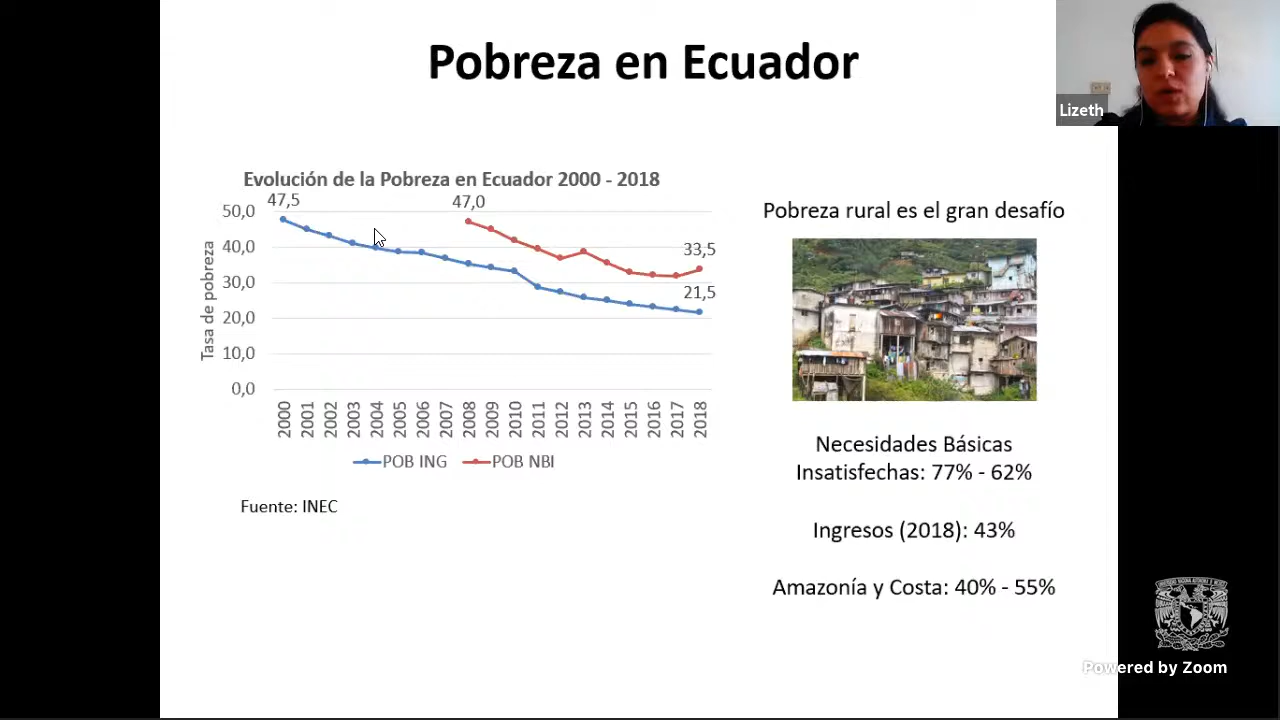 Pobreza en Ecuador
Lizeth
Evolución de la Pobreza en Ecuador 2000 - 2018
47,5
47,0
33,5
21,5
Tasa de pobreza
50,0
40,0
30,0
20,0
10,0
0,0
2000
2001
2002
2003
2004
2005
2006
2007
2008
2009
2010
2011
2012
2013
2014
2015
2016
2017
2018
POB ING
POB NBI
Fuente: INEC
Pobreza rural es el gran desafío
Necesidades Básicas
Insatisfechas: 77% - 62%
Ingresos (2018): 43%
Amazonía y Costa: 40% - 55%
Powered by Zoom